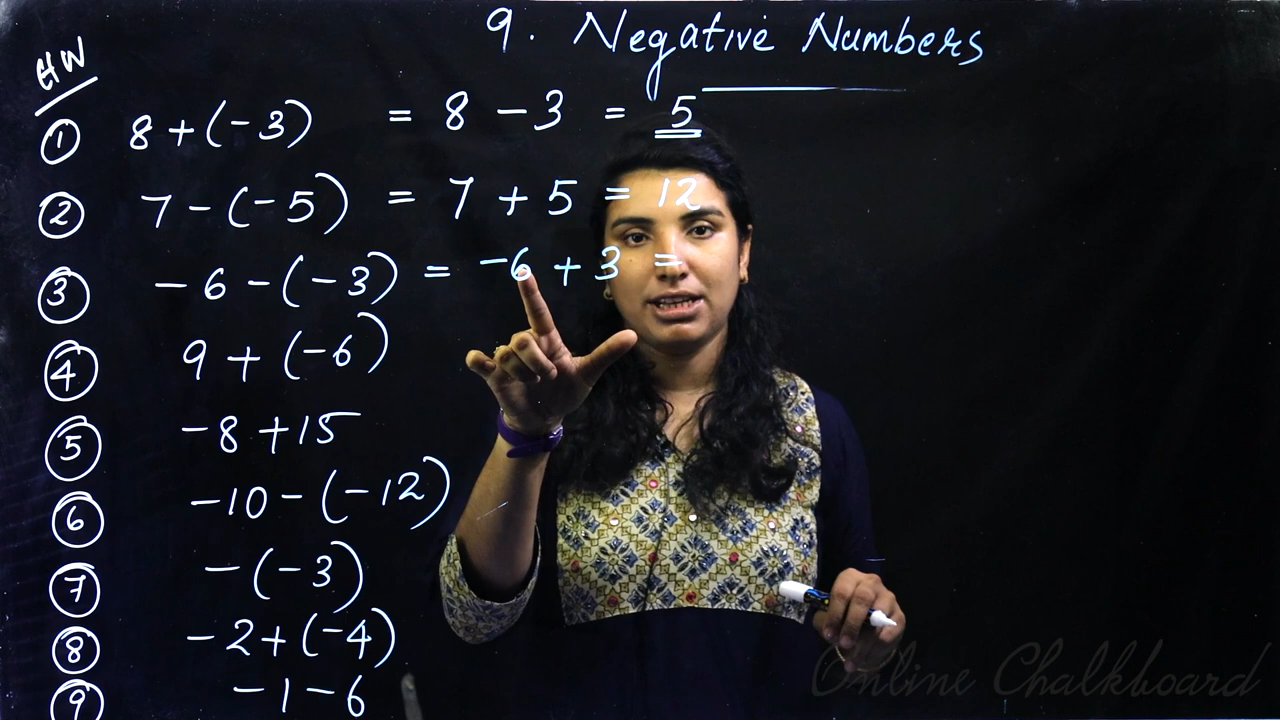 9. Negative Numbers
HW
① 8 + (-3) = 8 - 3 = 5
② 7 - (-5) = 7 + 5 = 12
③ - 6 - (-3) = -6 + 3 =
④ 9 + (-6)
⑤ -8 + 15
⑥ -10 - (-12)
⑦ - (-3)
⑧ - 2 + (-4)
⑨ - 1 - 6
Online Chalkboard